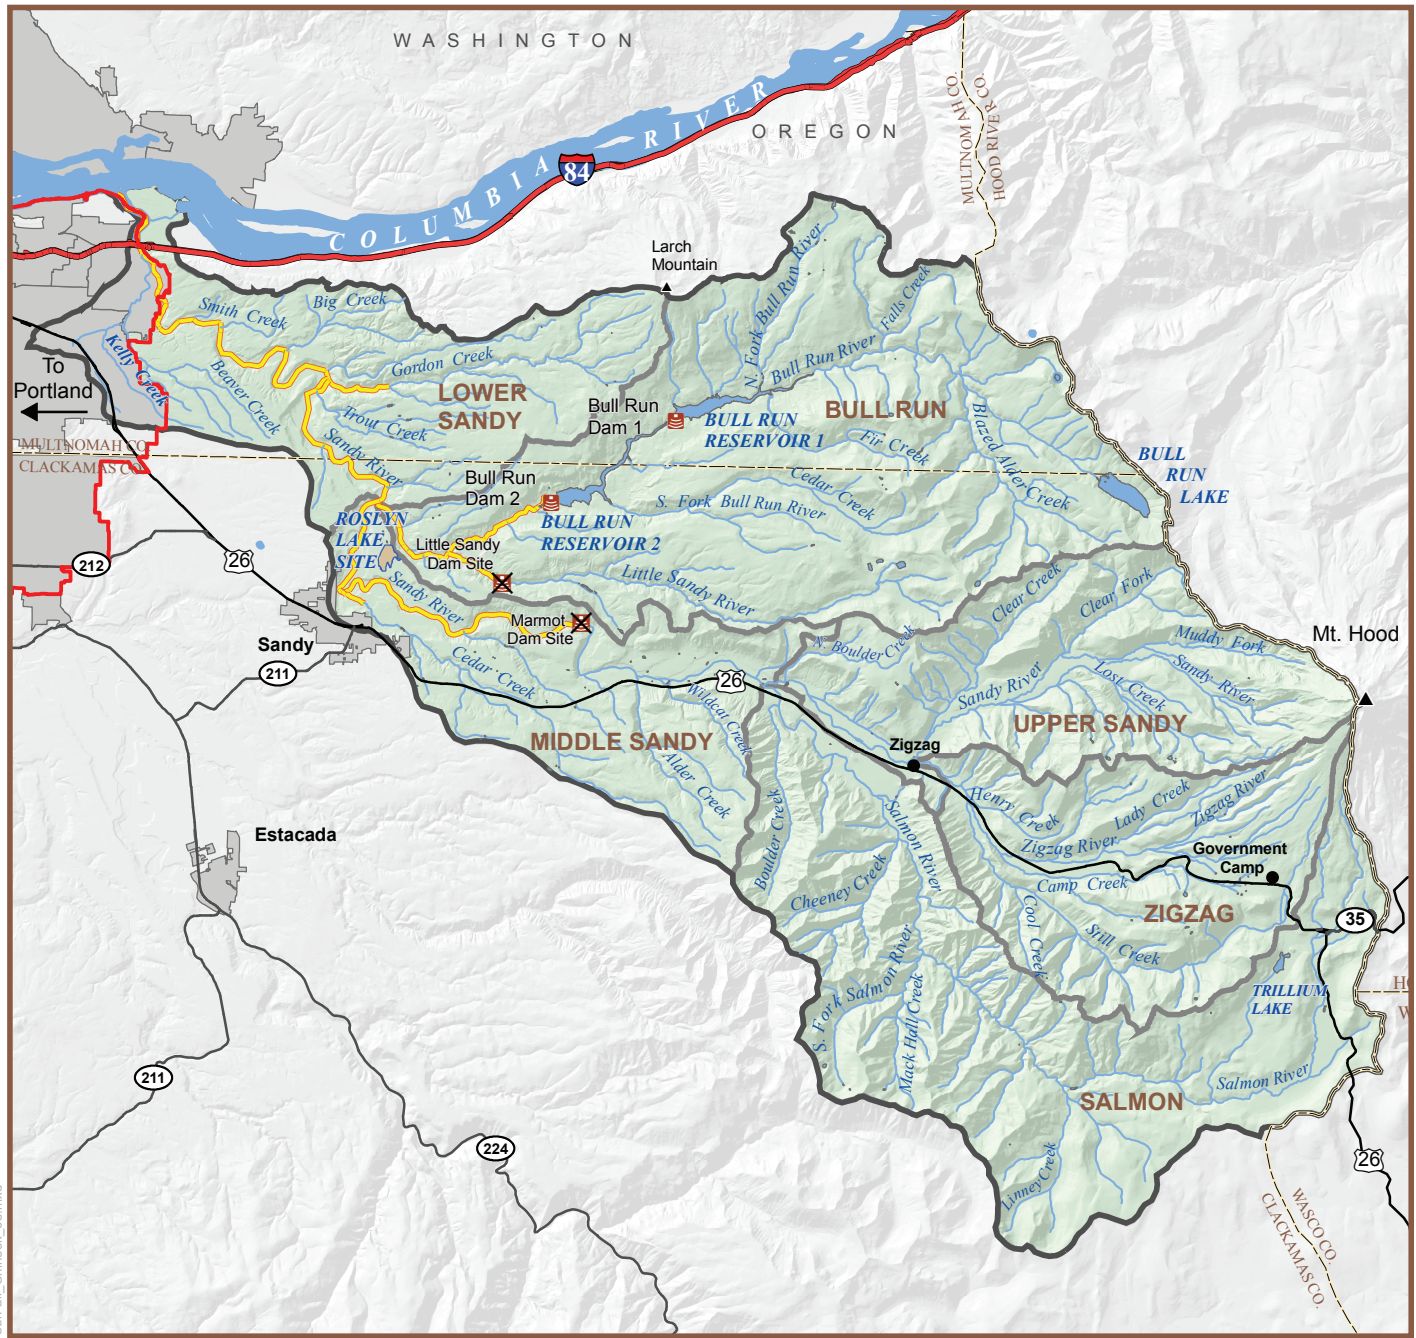 WASHINGTON
OREGON
COLUMBIA RIVER
84
MULTNOMAH CO.
HOOD RIVER CO.
Larch
Mountain
Smith Creek
Big Creek
Gordon Creek
N. Fork Bull Run River
Bull Run River
Falls Creek
Kelly Creek
To
Portland
Beaver Creek
Trout Creek
Sandy River
LOWER
SANDY
Bull Run
Dam 1
BULL RUN
RESERVOIR 1
BULL RUN
Fir Creek
Blazed Alder Creek
MULTNOMAH CO.
CLACKAMAS CO.
BULL
RUN
LAKE
Bull Run
Dam 2
Cedar Creek
S. Fork Bull Run River
BULL RUN
RESERVOIR 2
ROSLYN
LAKE
SITE
Little Sandy
Dam Site
212
26
Sandy River
Little Sandy River
Clear Creek
Clear Fork
Marmot
Dam Site
Sandy
211
Cedar Creek
N. Boulder Creek
Muddy Fork
Mt. Hood
26
Wildcat Creek
Sandy River
Lost Creek
Sandy River
UPPER SANDY
MIDDLE SANDY
Alder Creek
Zigzag
Henry Creek
Lady Creek
Zigzag River
Zigzag River
Boulder Creek
Salmon River
Estacada
Government
Camp
Cheeney Creek
Camp Creek
Cool Creek
Still Creek
ZIGZAG
35
S. Fork Salmon River
Mack Hall Creek
TRILLIUM
LAKE
211
Salmon River
SALMON
224
Linney Creek
26
WASCO CO.
CLACKAMAS CO.